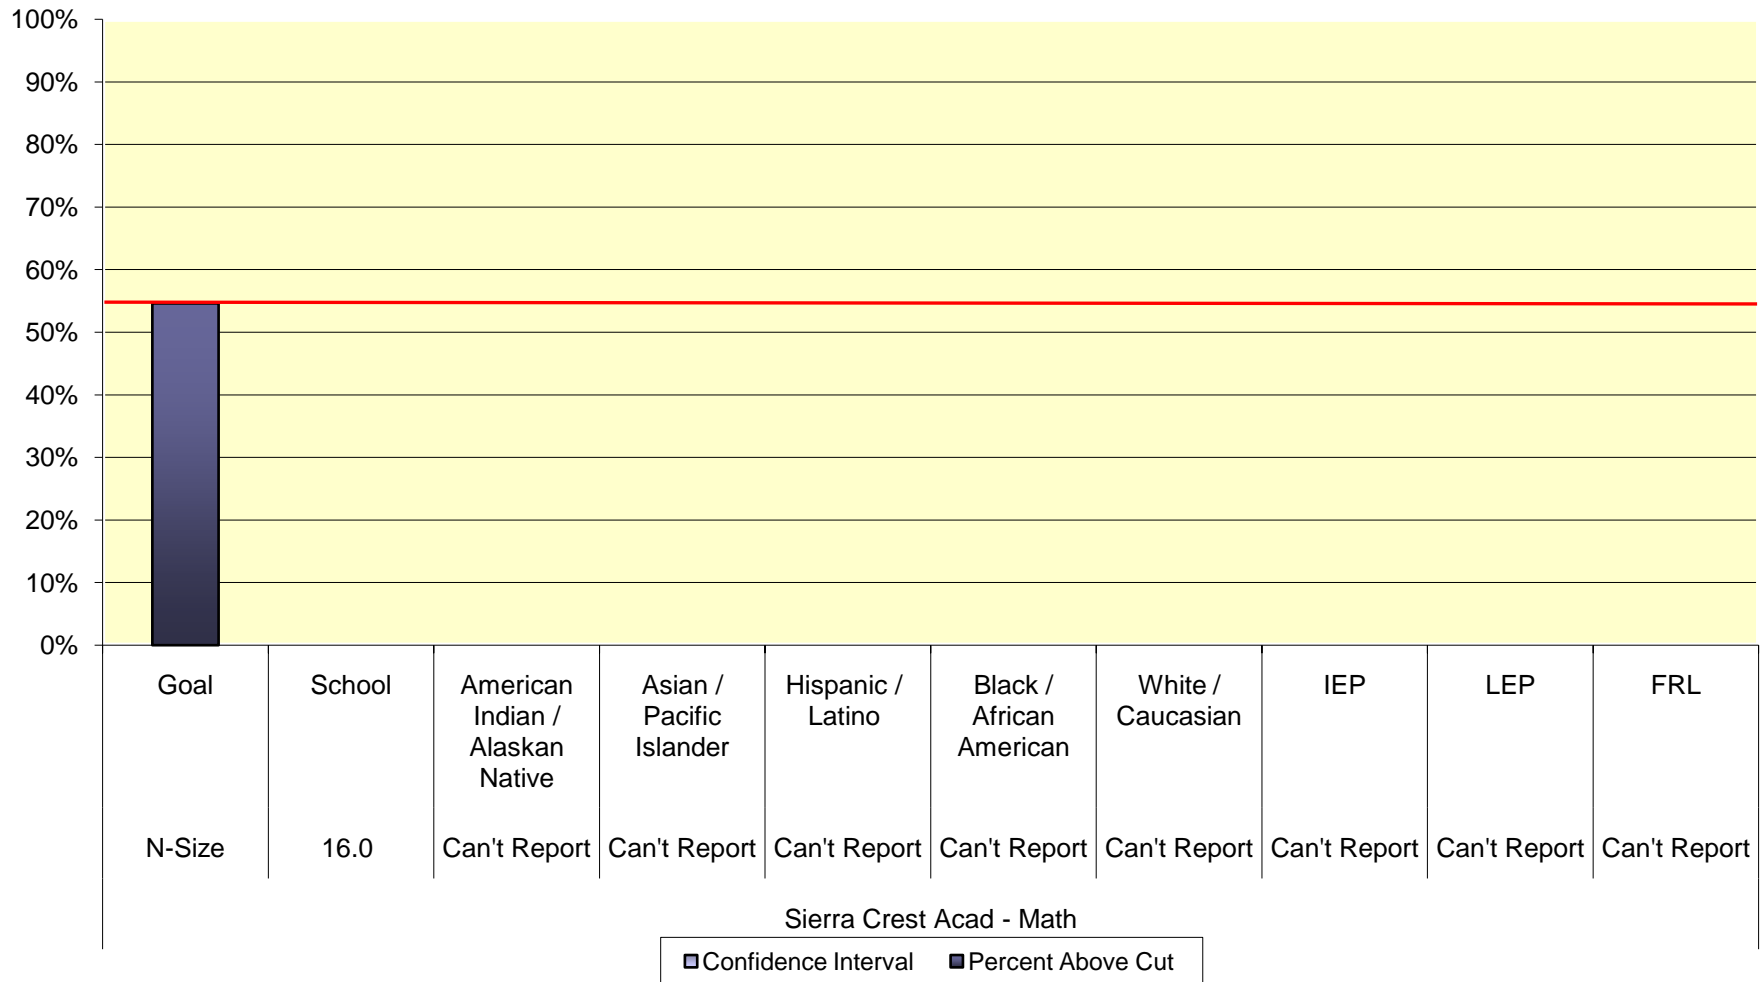 100%
90%
80%
70%
60%
50%
40%
30%
20%
10%
0%
Goal
School
American
Indian /
Alaskan
Native
Asian /
Pacific
Islander
Hispanic /
Latino
Black /
African
American
White /
Caucasian
IEP
LEP
FRL
N-Size
16.0
Can't Report
Can't Report
Can't Report
Can't Report
Can't Report
Can't Report
Can't Report
Can't Report
Sierra Crest Acad - Math
Confidence Interval
Percent Above Cut